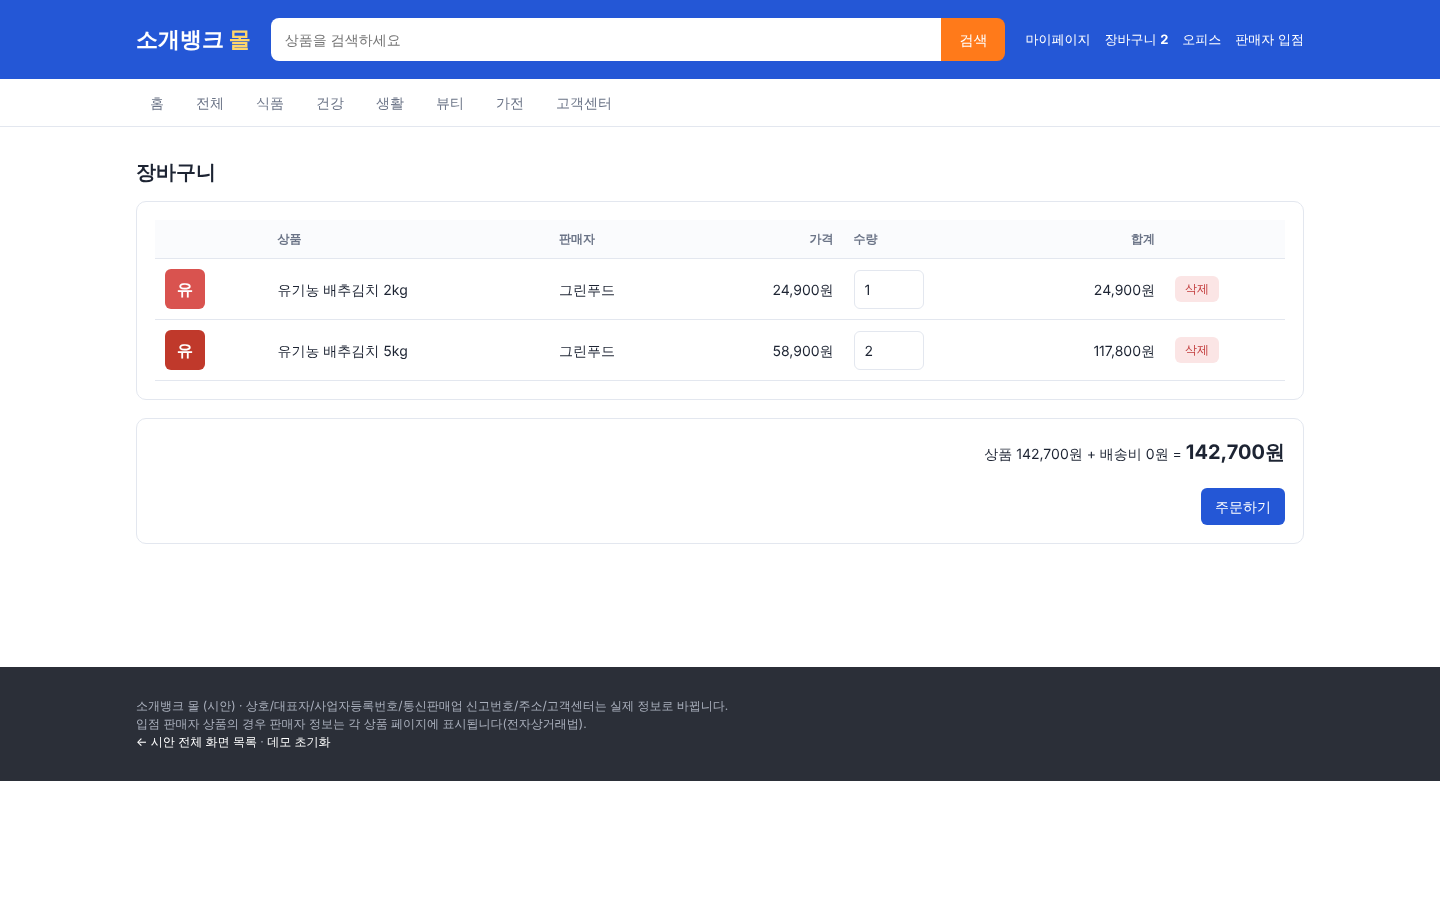 소개뱅크 몰
상품을 검색하세요
검색
마이페이지 장바구니 2 오피스 판매자 입점
홈 전체 식품 건강 생활 뷰티 가전 고객센터
장바구니
상품 판매자 가격 수량 합계
유 유기농 배추김치 2kg 그린푸드 24,900원 1 24,900원 삭제
유 유기농 배추김치 5kg 그린푸드 58,900원 2 117,800원 삭제
상품 142,700원 + 배송비 0원 = 142,700원
주문하기
소개뱅크 몰 (시안) · 상호/대표자/사업자등록번호/통신판매업 신고번호/주소/고객센터는 실제 정보로 바뀝니다.
입점 판매자 상품의 경우 판매자 정보는 각 상품 페이지에 표시됩니다(전자상거래법).
← 시안 전체 화면 목록 · 데모 초기화